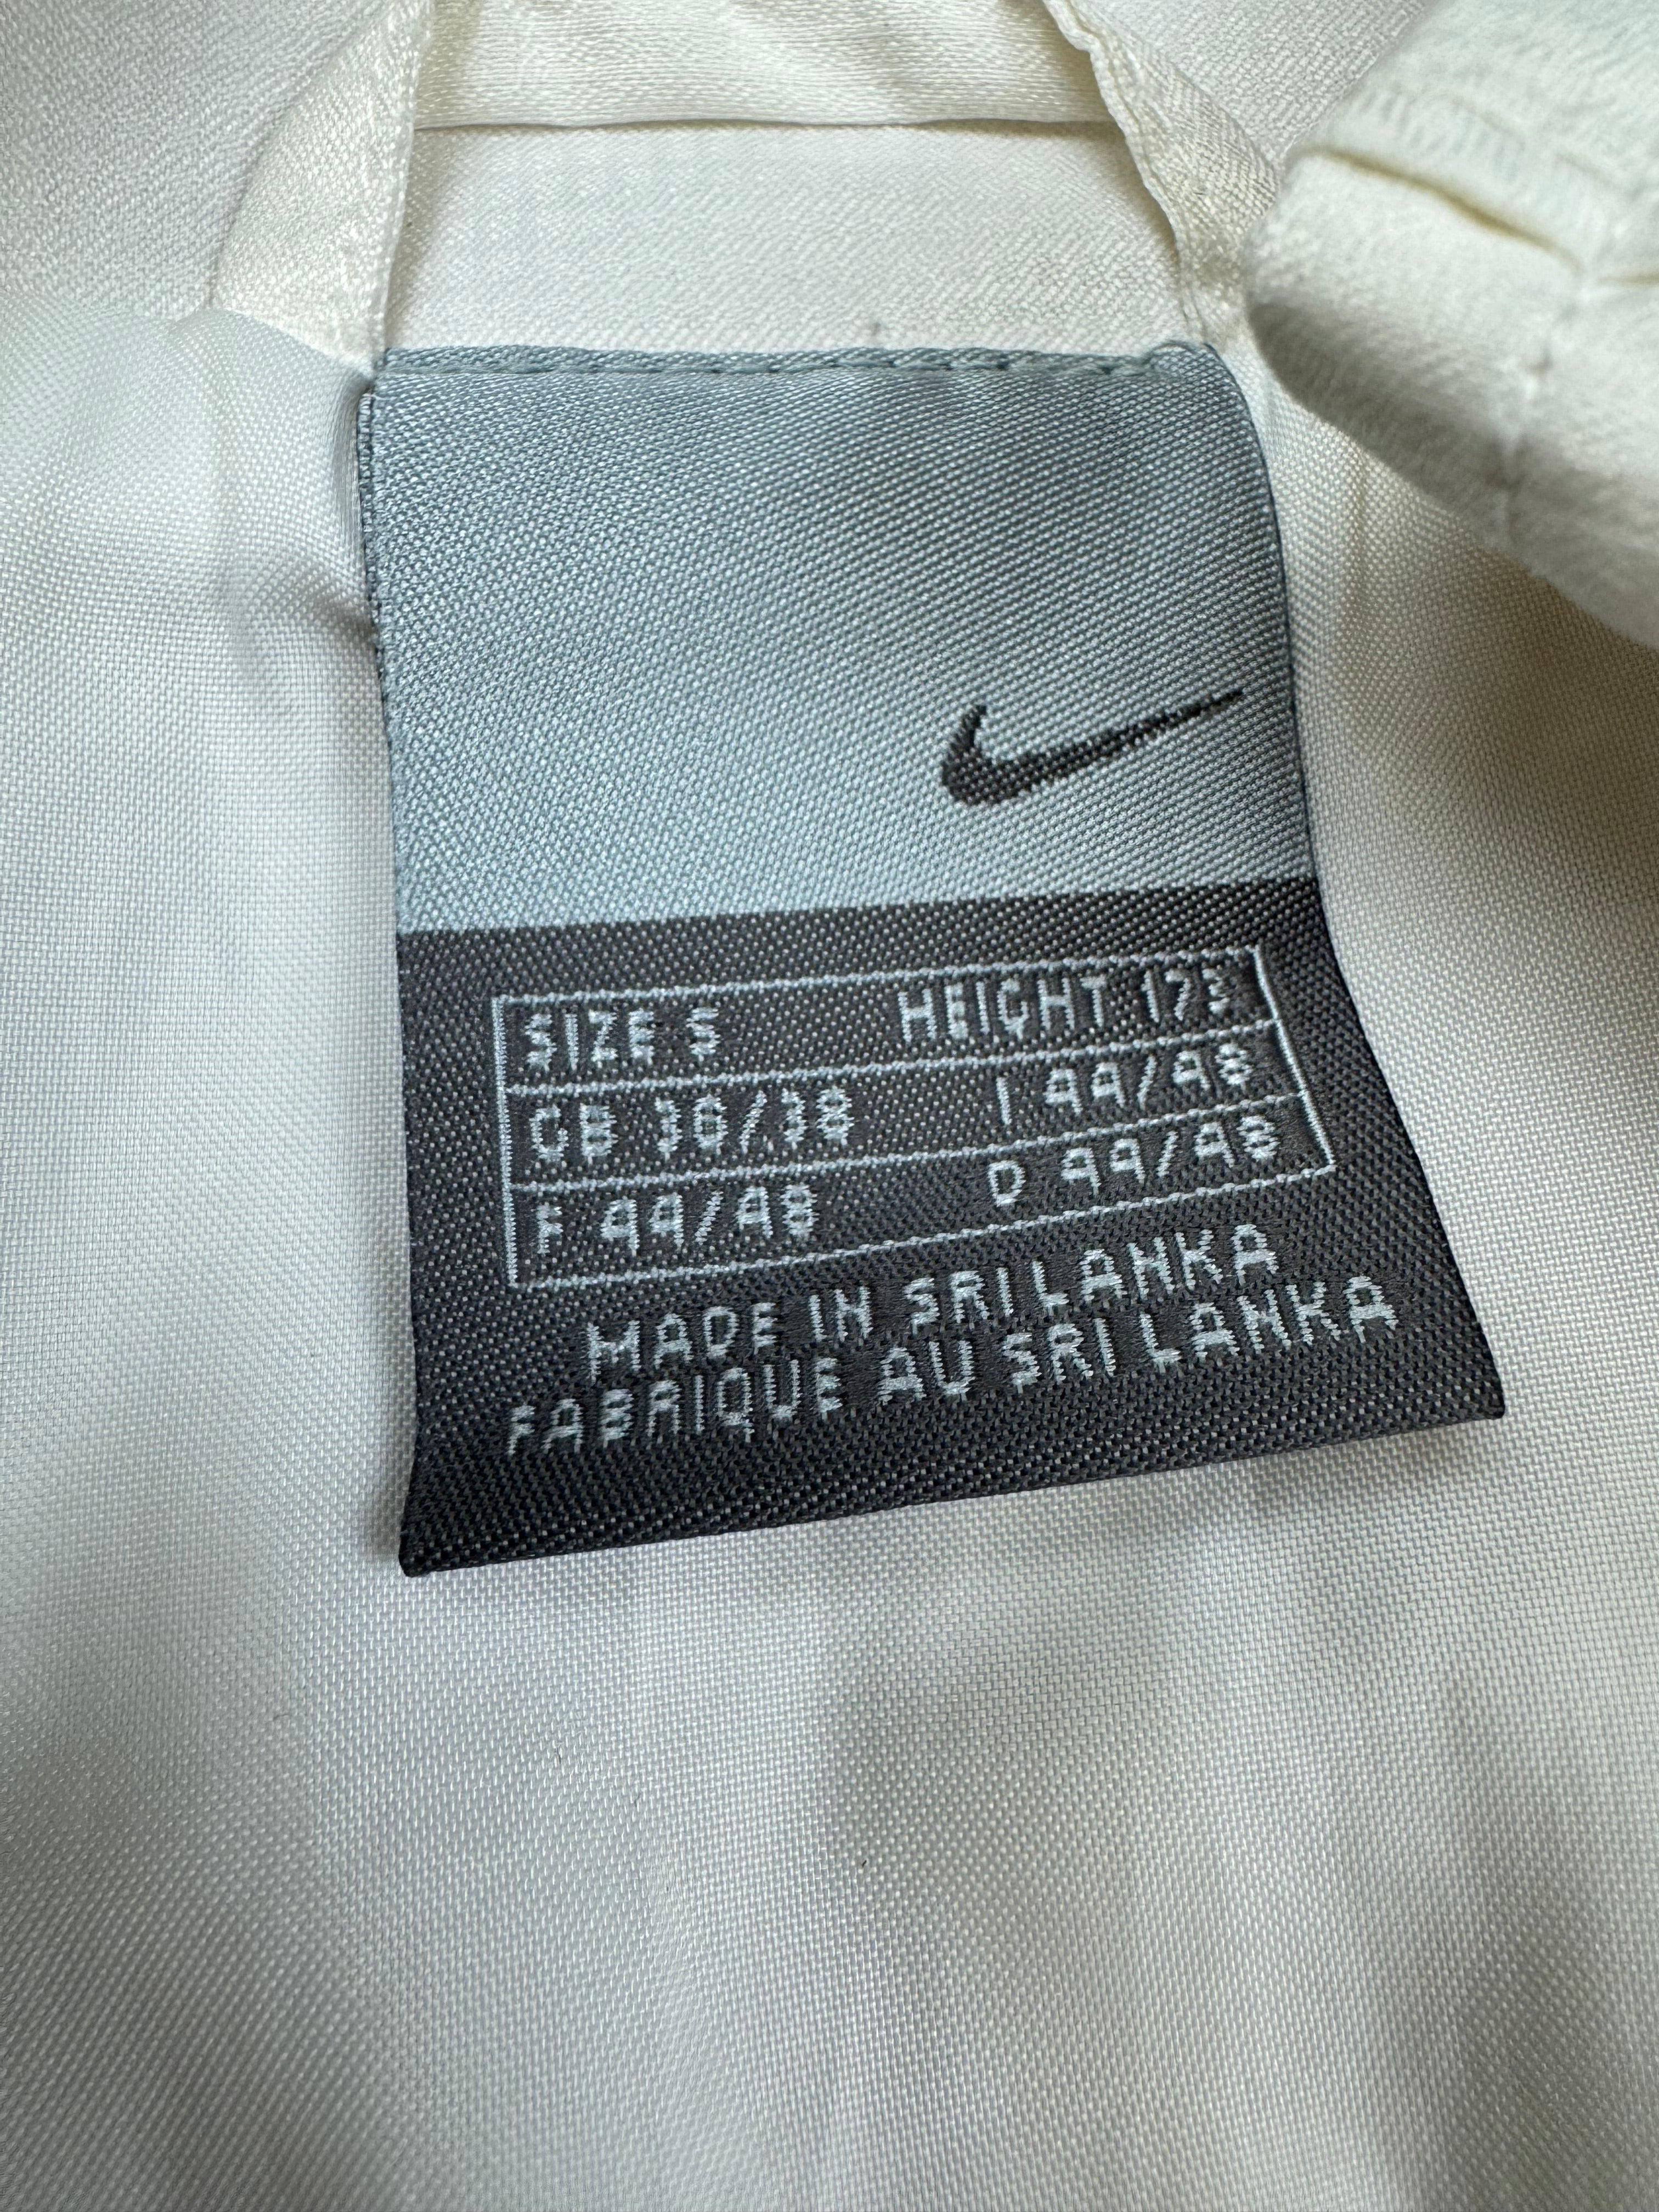 SIZE S HEIGHT 173
GB 36/38 I 44/48
F 44/48 D 44/48
MADE IN SRI LANKA
FABRIQUE AU SRI LANKA